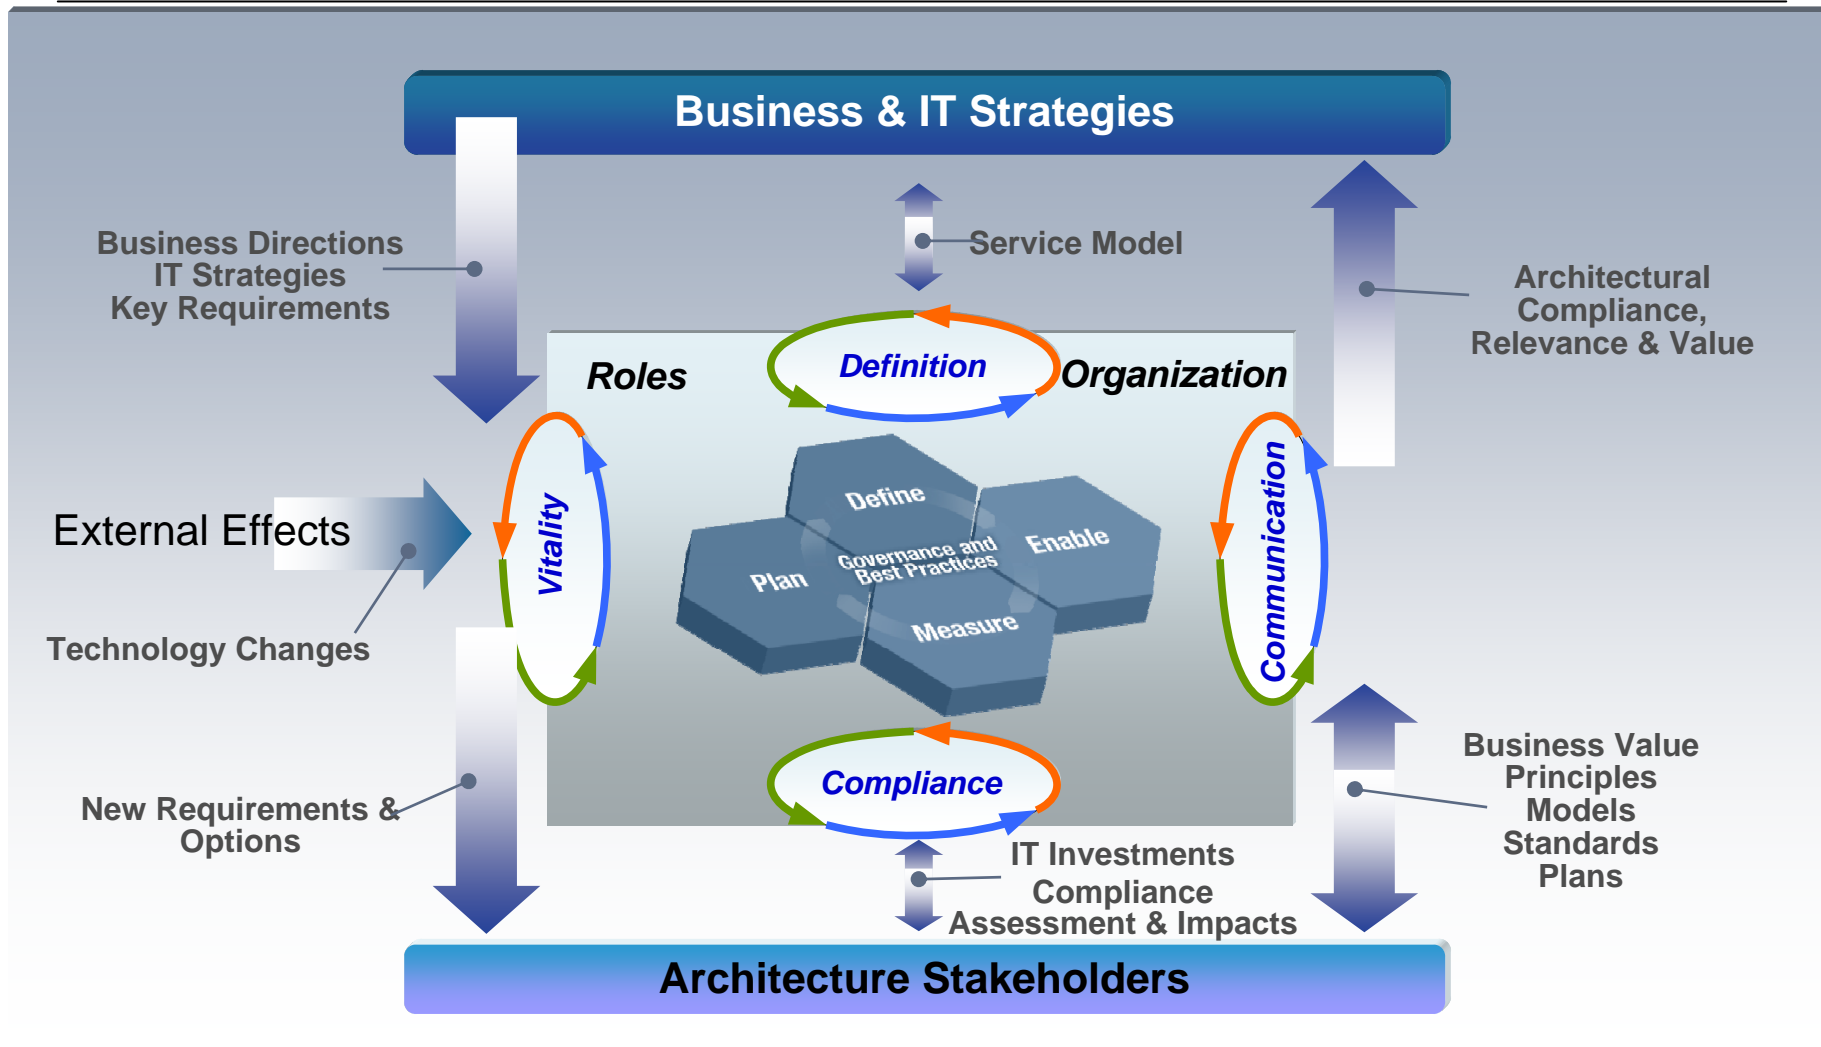 Business & IT Strategies
Business Directions
IT Strategies
Key Requirements
Service Model
Architectural
Compliance,
Relevance & Value
Roles
Definition
Organization
External Effects
Technology Changes
Vitality
Define
Enable
Plan
Governance and
Best Practices
Measure
Communication
New Requirements &
Options
Compliance
Business Value
Principles
Models
Standards
Plans
IT Investments
Compliance
Assessment & Impacts
Architecture Stakeholders